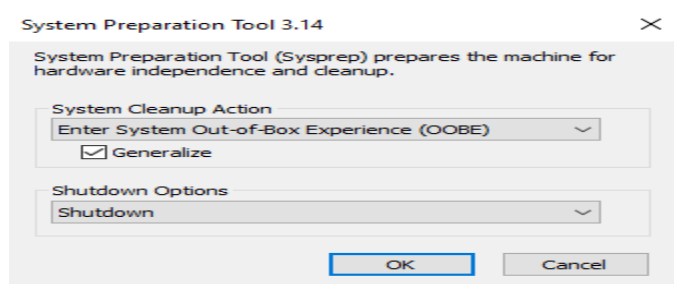 System Preparation Tool 3.14
System Preparation Tool (Sysprep) prepares the machine for
hardware independence and cleanup.
System Cleanup Action
Enter System Out-of-Box Experience (OOBE)
Generalize
Shutdown Options
Shutdown
OK
Cancel